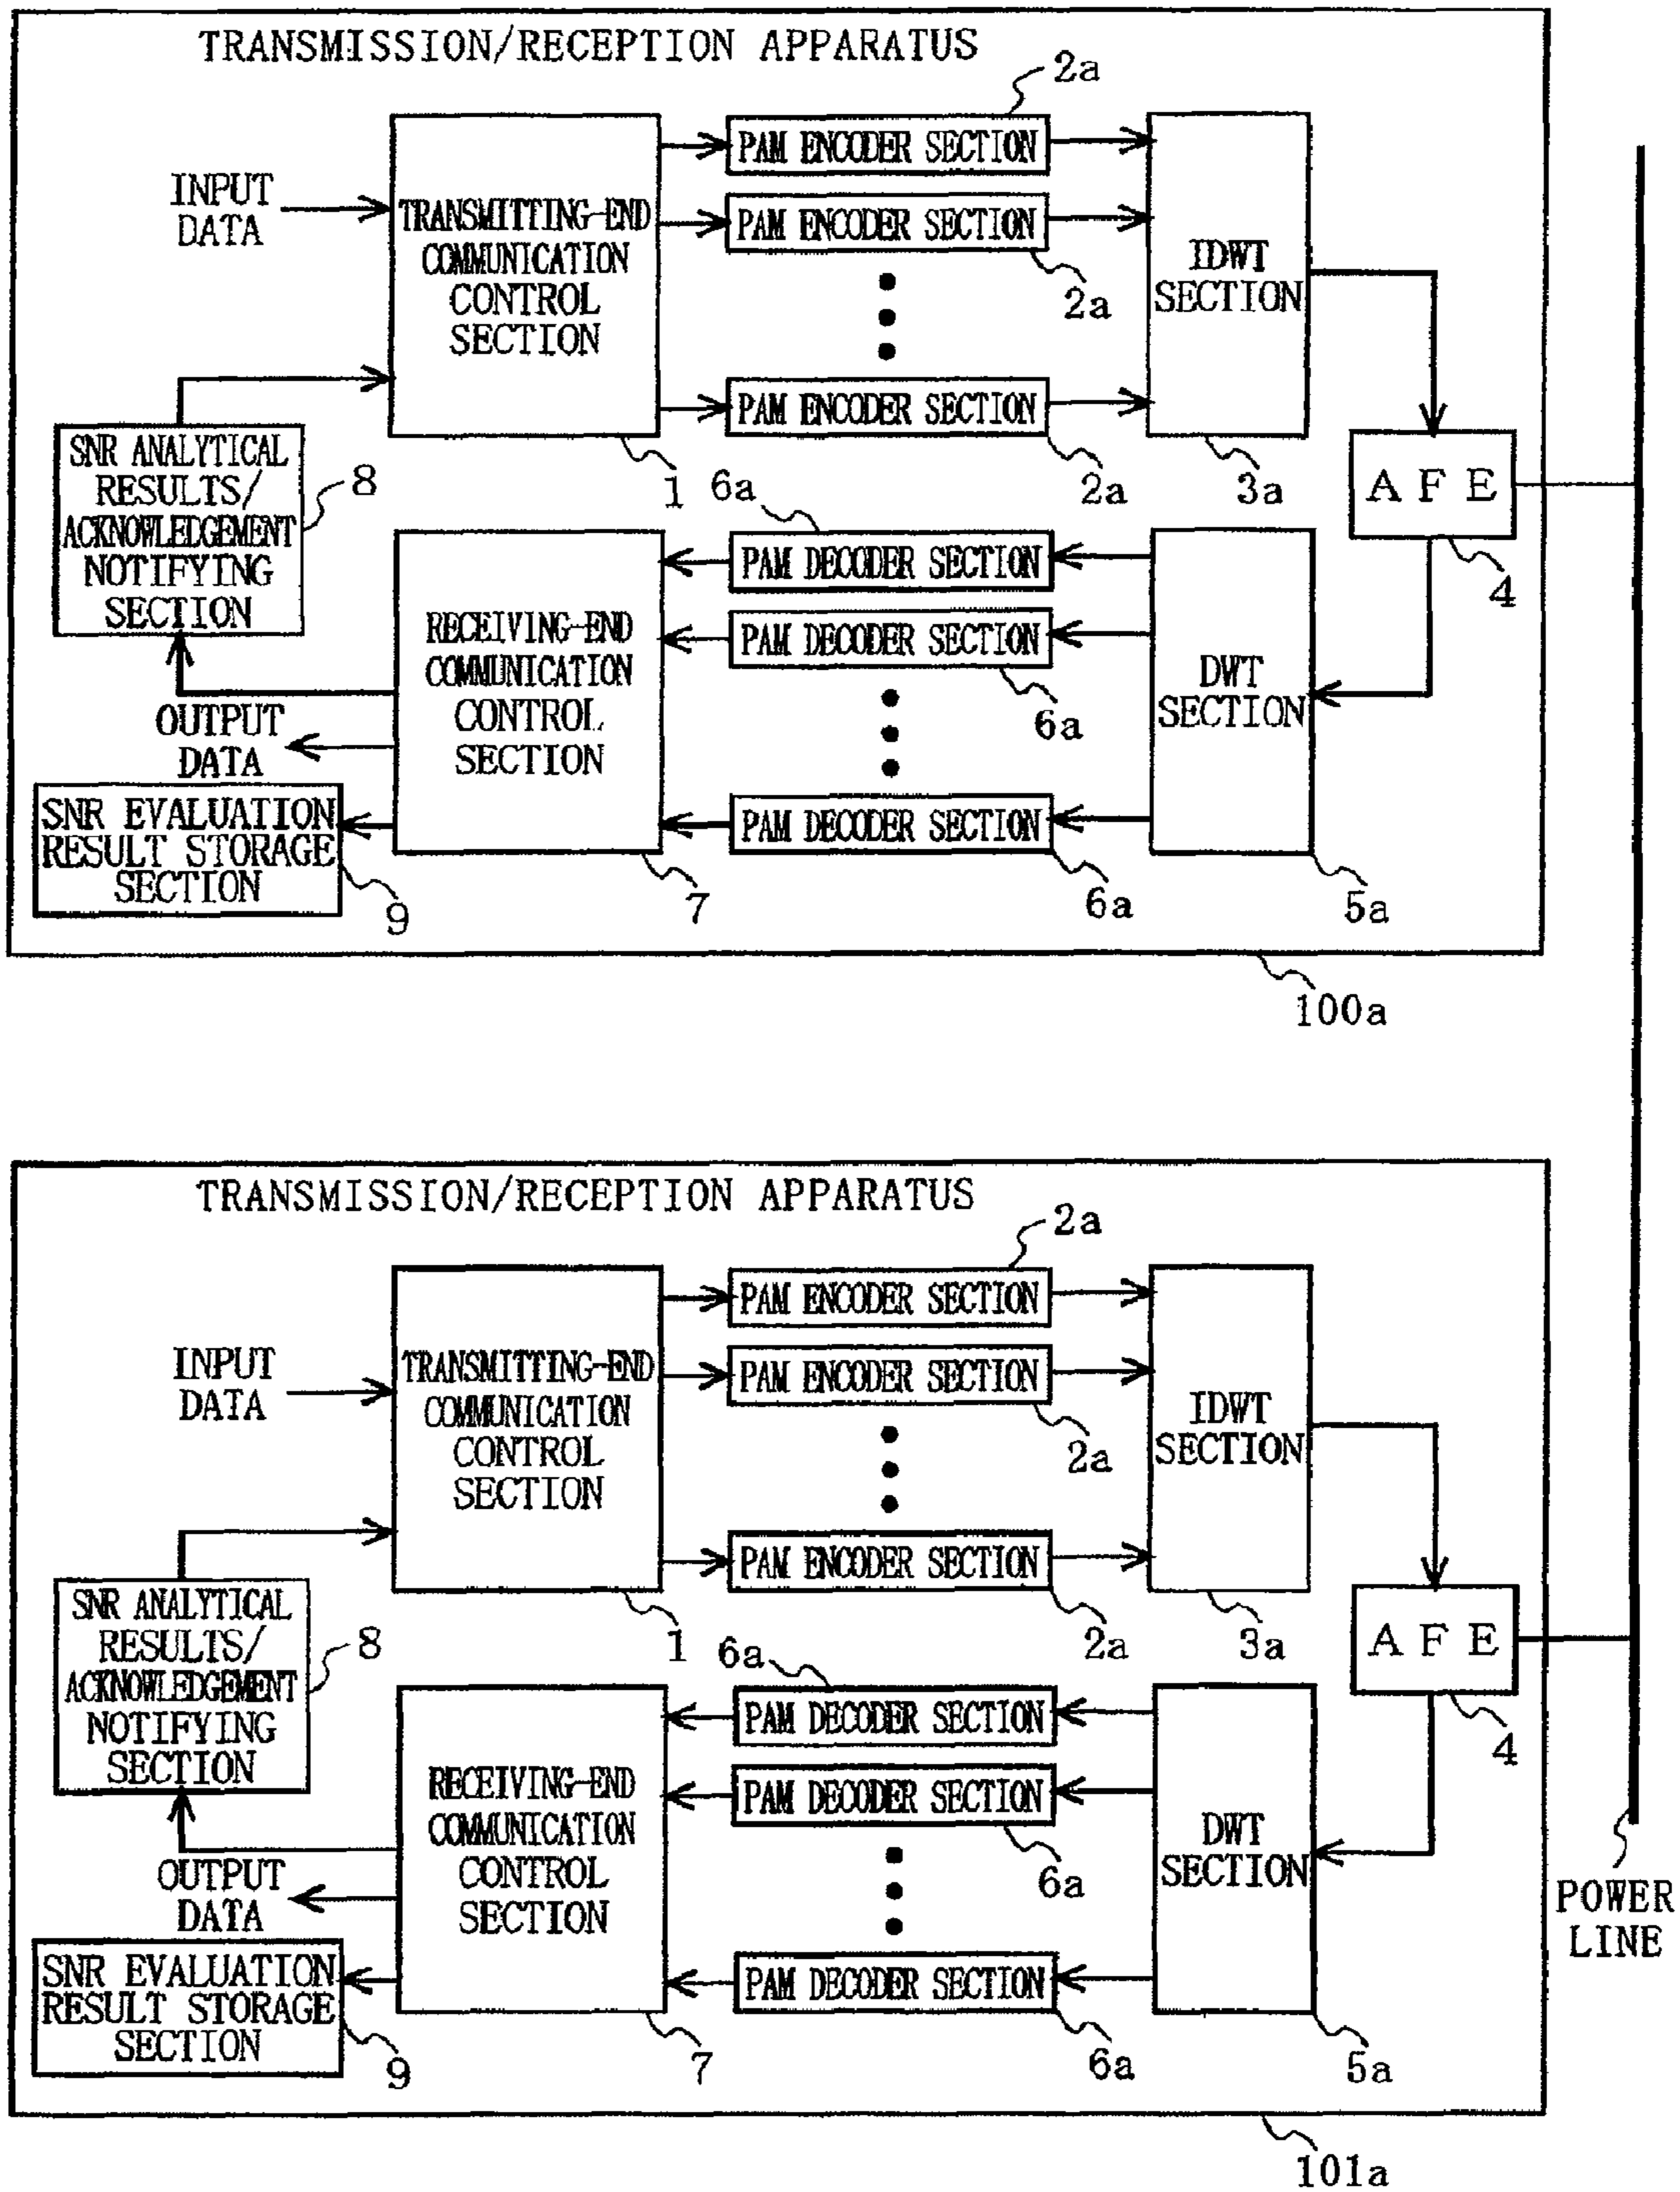 TRANSMISSION/RECEPTION APPARATUS
2a
PAM ENCODER SECTION
INPUT
DATA
TRANSMITTING-END
COMMUNICATION
CONTROL
SECTION
PAM ENCODER SECTION
2a
IDWT
SECTION
PAM ENCODER SECTION
SNR ANALYTICAL
RESULTS/
ACKNOWLEDGEMENT
NOTIFYING
SECTION
8
1
6a
2a
3a
AFE
4
PAM DECODER SECTION
RECEIVING-END
COMMUNICATION
CONTROL
SECTION
PAM DECODER SECTION
6a
DWT
SECTION
OUTPUT
DATA
SNR EVALUATION
RESULT STORAGE
SECTION
9
PAM DECODER SECTION
7
6a
5a
100a
TRANSMISSION/RECEPTION APPARATUS
2a
PAM ENCODER SECTION
INPUT
DATA
TRANSMITTING-END
COMMUNICATION
CONTROL
SECTION
PAM ENCODER SECTION
2a
IDWT
SECTION
PAM ENCODER SECTION
SNR ANALYTICAL
RESULTS/
ACKNOWLEDGEMENT
NOTIFYING
SECTION
8
1
6a
2a
3a
AFE
4
PAM DECODER SECTION
RECEIVING-END
COMMUNICATION
CONTROL
SECTION
PAM DECODER SECTION
6a
DWT
SECTION
OUTPUT
DATA
POWER
LINE
SNR EVALUATION
RESULT STORAGE
SECTION
9
PAM DECODER SECTION
7
6a
5a
101a